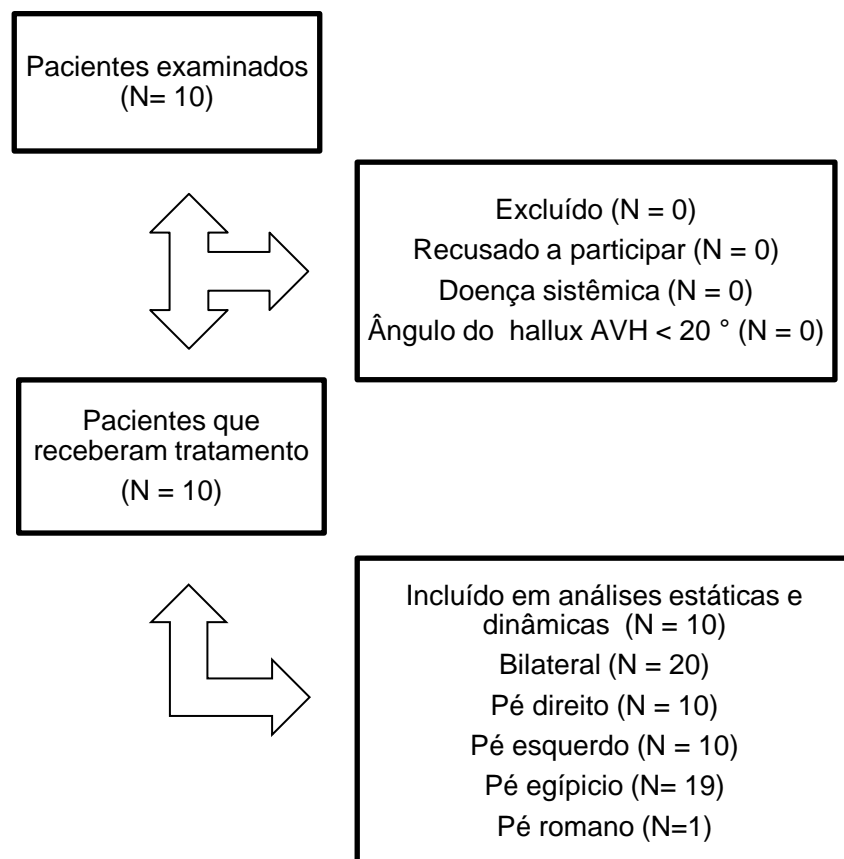 Pacientes examinados
(N= 10)
Excluído (N = 0)
Recusado a participar (N = 0)
Doença sistêmica (N = 0)
Ângulo do hallux AVH < 20 ° (N = 0)
Pacientes que
receberam tratamento
(N = 10)
Incluído em análises estáticas e
dinâmicas (N = 10)
Bilateral (N = 20)
Pé direito (N = 10)
Pé esquerdo (N = 10)
Pé egípicio (N= 19)
Pé romano (N=1)